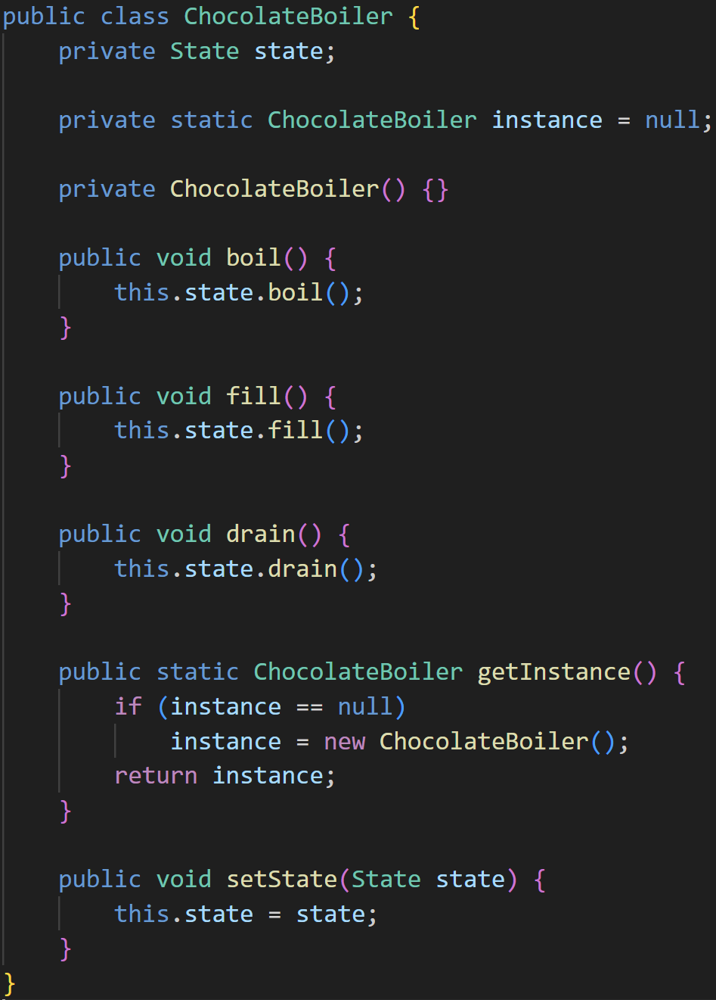 public class ChocolateBoiler {
    private State state;

    private static ChocolateBoiler instance = null;

    private ChocolateBoiler() {}

    public void boil() {
        this.state.boil();
    }

    public void fill() {
        this.state.fill();
    }

    public void drain() {
        this.state.drain();
    }

    public static ChocolateBoiler getInstance() {
        if (instance == null)
            instance = new ChocolateBoiler();
        return instance;
    }

    public void setState(State state) {
        this.state = state;
    }
}